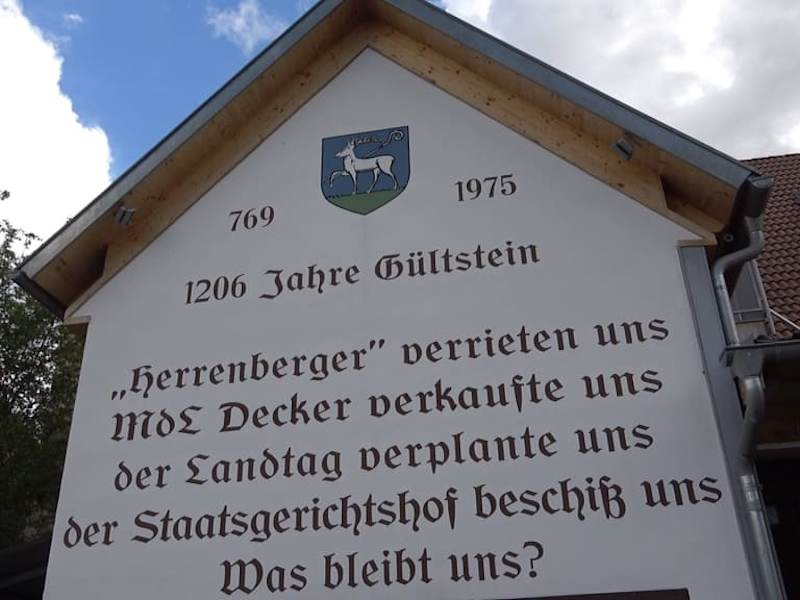 769 1975
1206 Jahre Gültstein
„Herrenberger” verrieten uns
MdL Decker verkaufte uns
der Landtag verplante uns
der Staatsgerichtshof beschiß uns
Was bleibt uns?